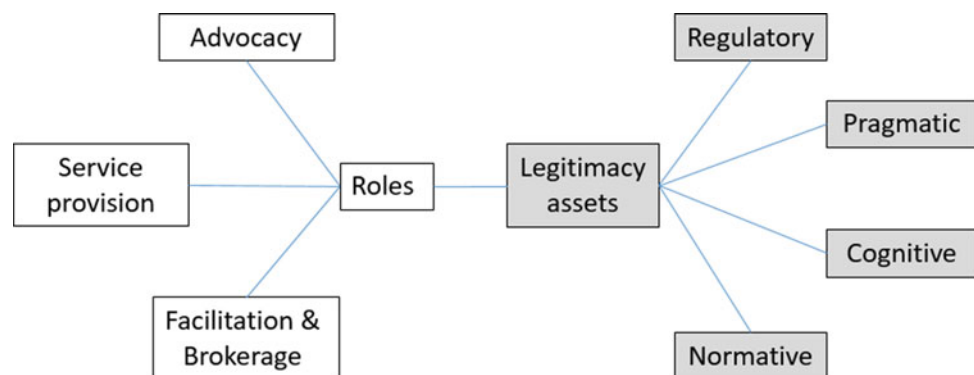 Advocacy
Service
provision
Facilitation &
Brokerage
Roles
Legitimacy
assets
Regulatory
Pragmatic
Cognitive
Normative